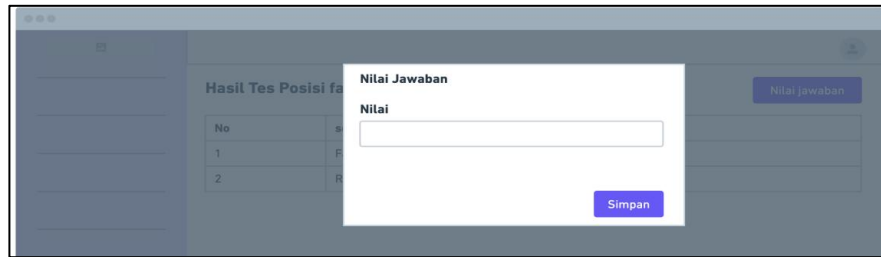 Hasil Tes Posisi fa
Nilai jawaban
Nilai Jawaban
Nilai
Simpan
No
1
2